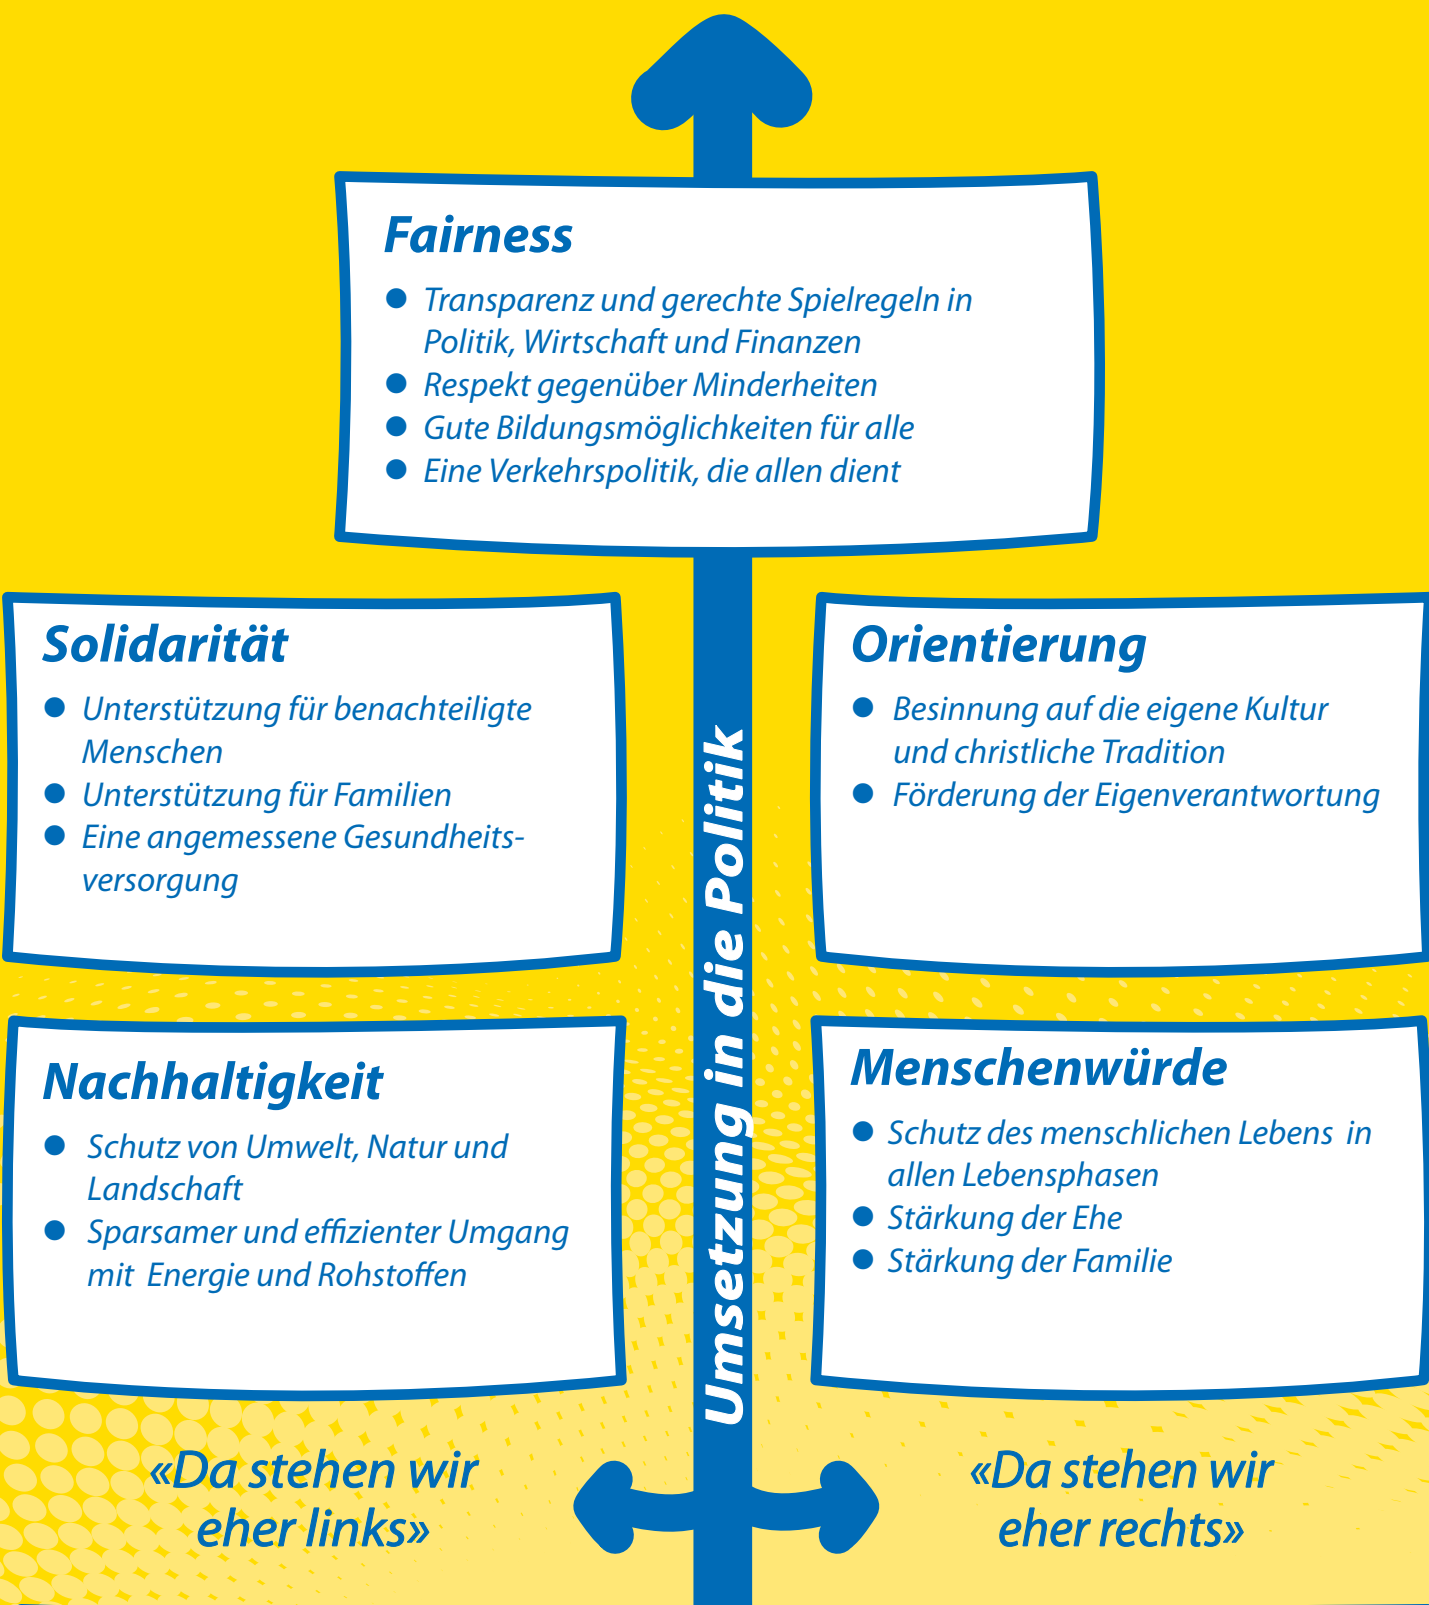 Fairness
● Transparenz und gerechte Spielregeln in
Politik, Wirtschaft und Finanzen
● Respekt gegenüber Minderheiten
● Gute Bildungsmöglichkeiten für alle
● Eine Verkehrspolitik, die allen dient
Solidarität
● Unterstützung für benachteiligte
Menschen
● Unterstützung für Familien
● Eine angemessene Gesundheits-
versorgung
Orientierung
● Besinnung auf die eigene Kultur
und christliche Tradition
● Förderung der Eigenverantwortung
Umsetzung in die Politik
Nachhaltigkeit
● Schutz von Umwelt, Natur und
Landschaft
● Sparsamer und effizienter Umgang
mit Energie und Rohstoffen
Menschenwürde
● Schutz des menschlichen Lebens in
allen Lebensphasen
● Stärkung der Ehe
● Stärkung der Familie
«Da stehen wir
eher links»
«Da stehen wir
eher rechts»